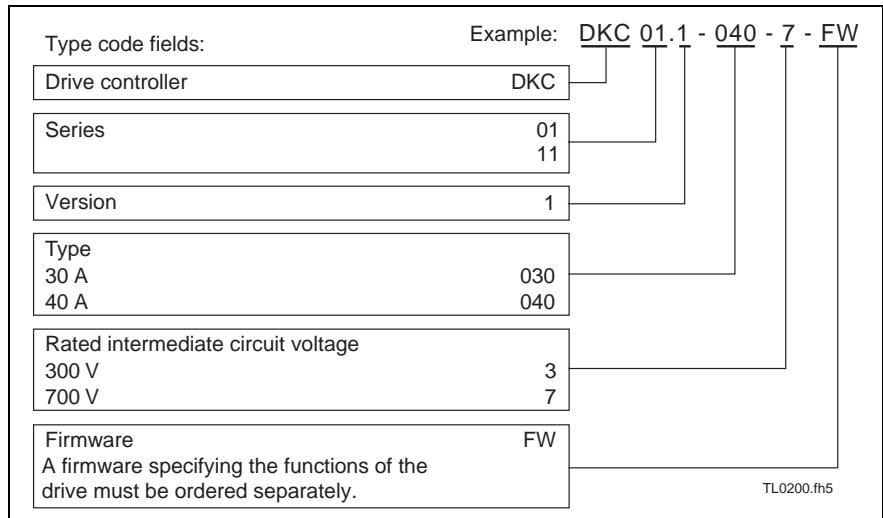 Type code fields:
Example: DKC 01.1 - 040 - 7 - FW
Drive controller DKC
Series 01
11
Version 1
Type
30 A 030
40 A 040
Rated intermediate circuit voltage
300 V 3
700 V 7
Firmware FW
A firmware specifying the functions of the
drive must be ordered separately.
TL0200.fh5